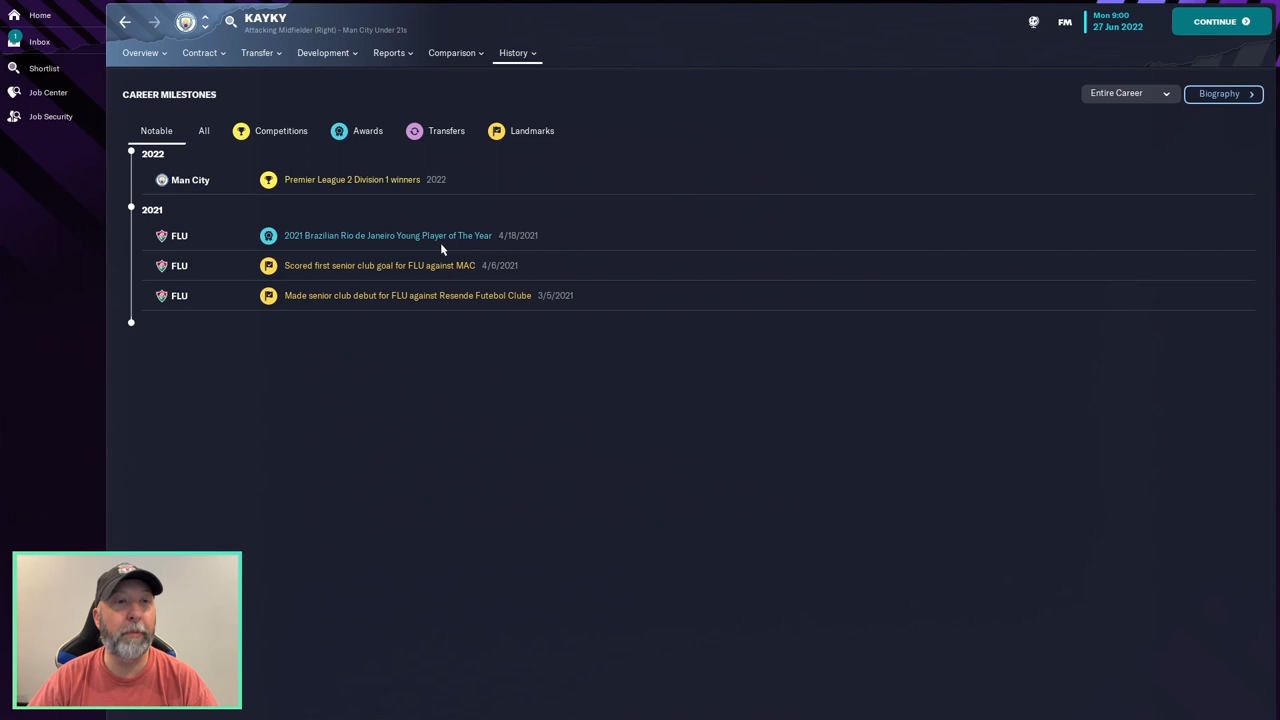 Home
1
Inbox
Shortlist
Job Center
Job Security
KAYKY
Attacking Midfielder (Right) - Man City Under 21s
FM
Mon 9:00
27 Jun 2022
CONTINUE
Overview
Contract
Transfer
Development
Reports
Comparison
History
CAREER MILESTONES
Entire Career
Biography
Notable
All
Competitions
Awards
Transfers
Landmarks
2022
Man City
Premier League 2 Division 1 winners 2022
2021
FLU
2021 Brazilian Rio de Janeiro Young Player of The Year 4/18/2021
FLU
Scored first senior club goal for FLU against MAC 4/6/2021
FLU
Made senior club debut for FLU against Resende Futebol Clube 3/5/2021